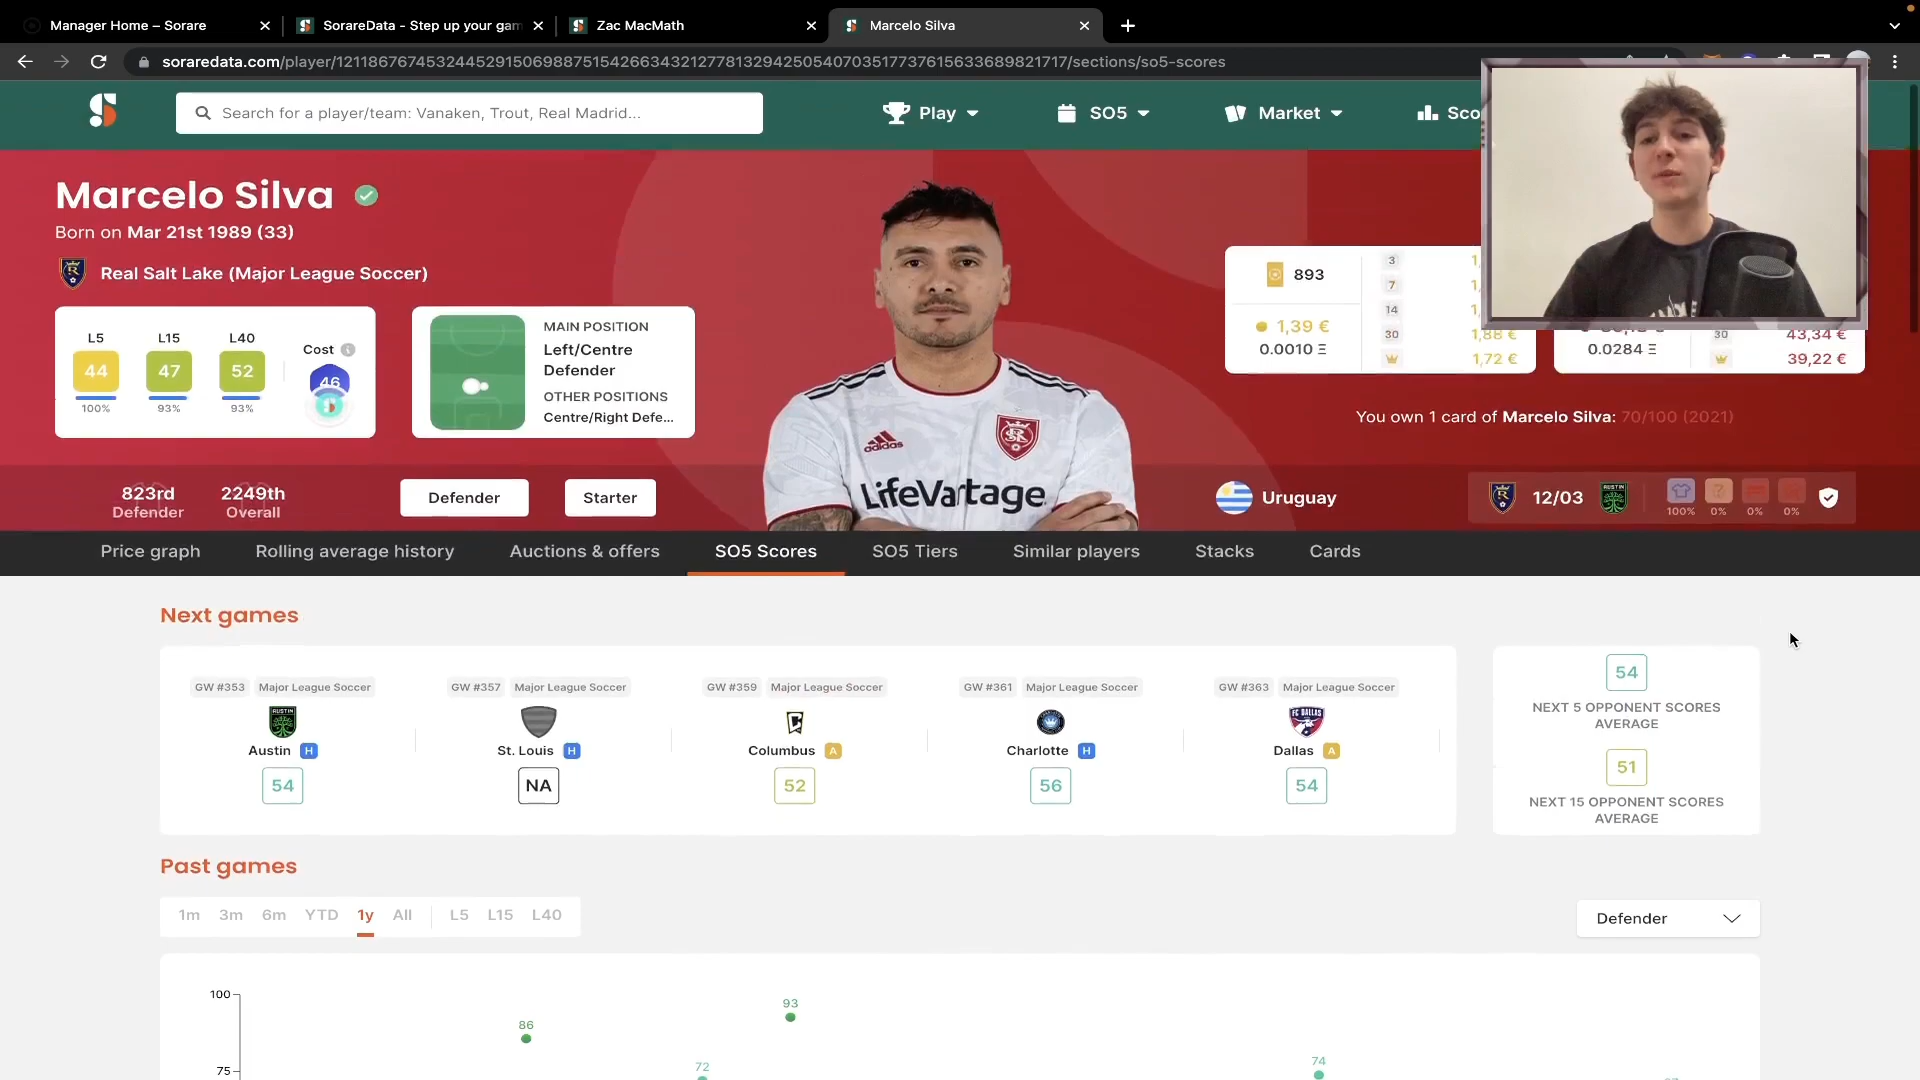 Manager Home – Sorare
SorareData - Step up your gam
Zac MacMath
Marcelo Silva
soraredata.com/player/121186767453244529150698875154266343212778132942505407035177376156336898217​17/sections/so5-scores
Search for a player/team: Vanaken, Trout, Real Madrid...
Play
SO5
Market
Sco
Marcelo Silva
Born on Mar 21st 1989 (33)
Real Salt Lake (Major League Soccer)
L5 L15 L40
Cost
44 47 52 46
100% 93% 93%
MAIN POSITION
Left/Centre
Defender
OTHER POSITIONS
Centre/Right Defe...
LifeVantage
adidas
893
1,39 €
0.0010 Ξ
3
7
14
30 1,88 €
1,72 €
0.0284 Ξ
30 43,34 €
39,22 €
You own 1 card of Marcelo Silva: 70/100 (2021)
823rd
Defender
2249th
Overall
Defender
Starter
Uruguay
12/03
AUSTIN
100% 0% 0% 0%
Price graph
Rolling average history
Auctions & offers
SO5 Scores
SO5 Tiers
Similar players
Stacks
Cards
Next games
GW #353 Major League Soccer
AUSTIN
Austin H
54
GW #357 Major League Soccer
St. Louis H
NA
GW #359 Major League Soccer
Columbus A
52
GW #361 Major League Soccer
Charlotte H
56
GW #363 Major League Soccer
FC DALLAS
Dallas A
54
54
NEXT 5 OPPONENT SCORES
AVERAGE
51
NEXT 15 OPPONENT SCORES
AVERAGE
Past games
1m 3m 6m YTD 1y All L5 L15 L40
Defender
100
93
86
72
74
75